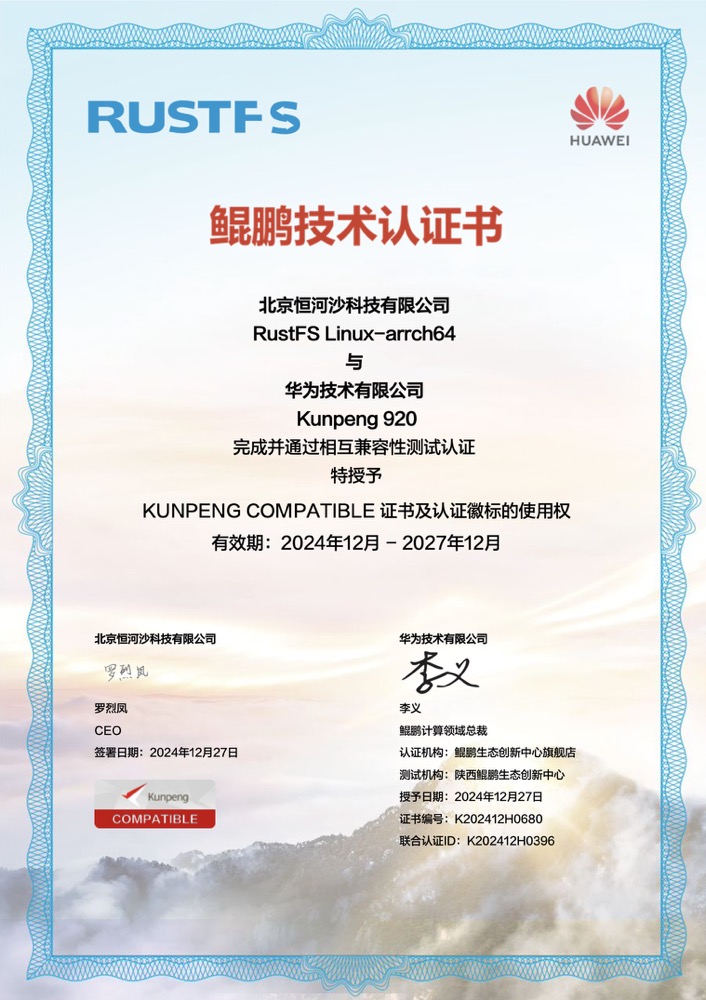 RUSTFS
HUAWEI
鲲鹏技术认证书
北京恒河沙科技有限公司
RustFS Linux-arrch64
与
华为技术有限公司
Kunpeng 920
完成并通过相互兼容性测试认证
特授予
KUNPENG COMPATIBLE 证书及认证徽标的使用权
有效期：2024年12月 - 2027年12月
北京恒河沙科技有限公司
罗烈凤
罗烈凤
CEO
签署日期：2024年12月27日
Kunpeng
COMPATIBLE
华为技术有限公司
李义
李义
鲲鹏计算领域总裁
认证机构：鲲鹏生态创新中心旗舰店
测试机构：陕西鲲鹏生态创新中心
授予日期：2024年12月27日
证书编号：K202412H0680
联合认证ID：K202412H0396